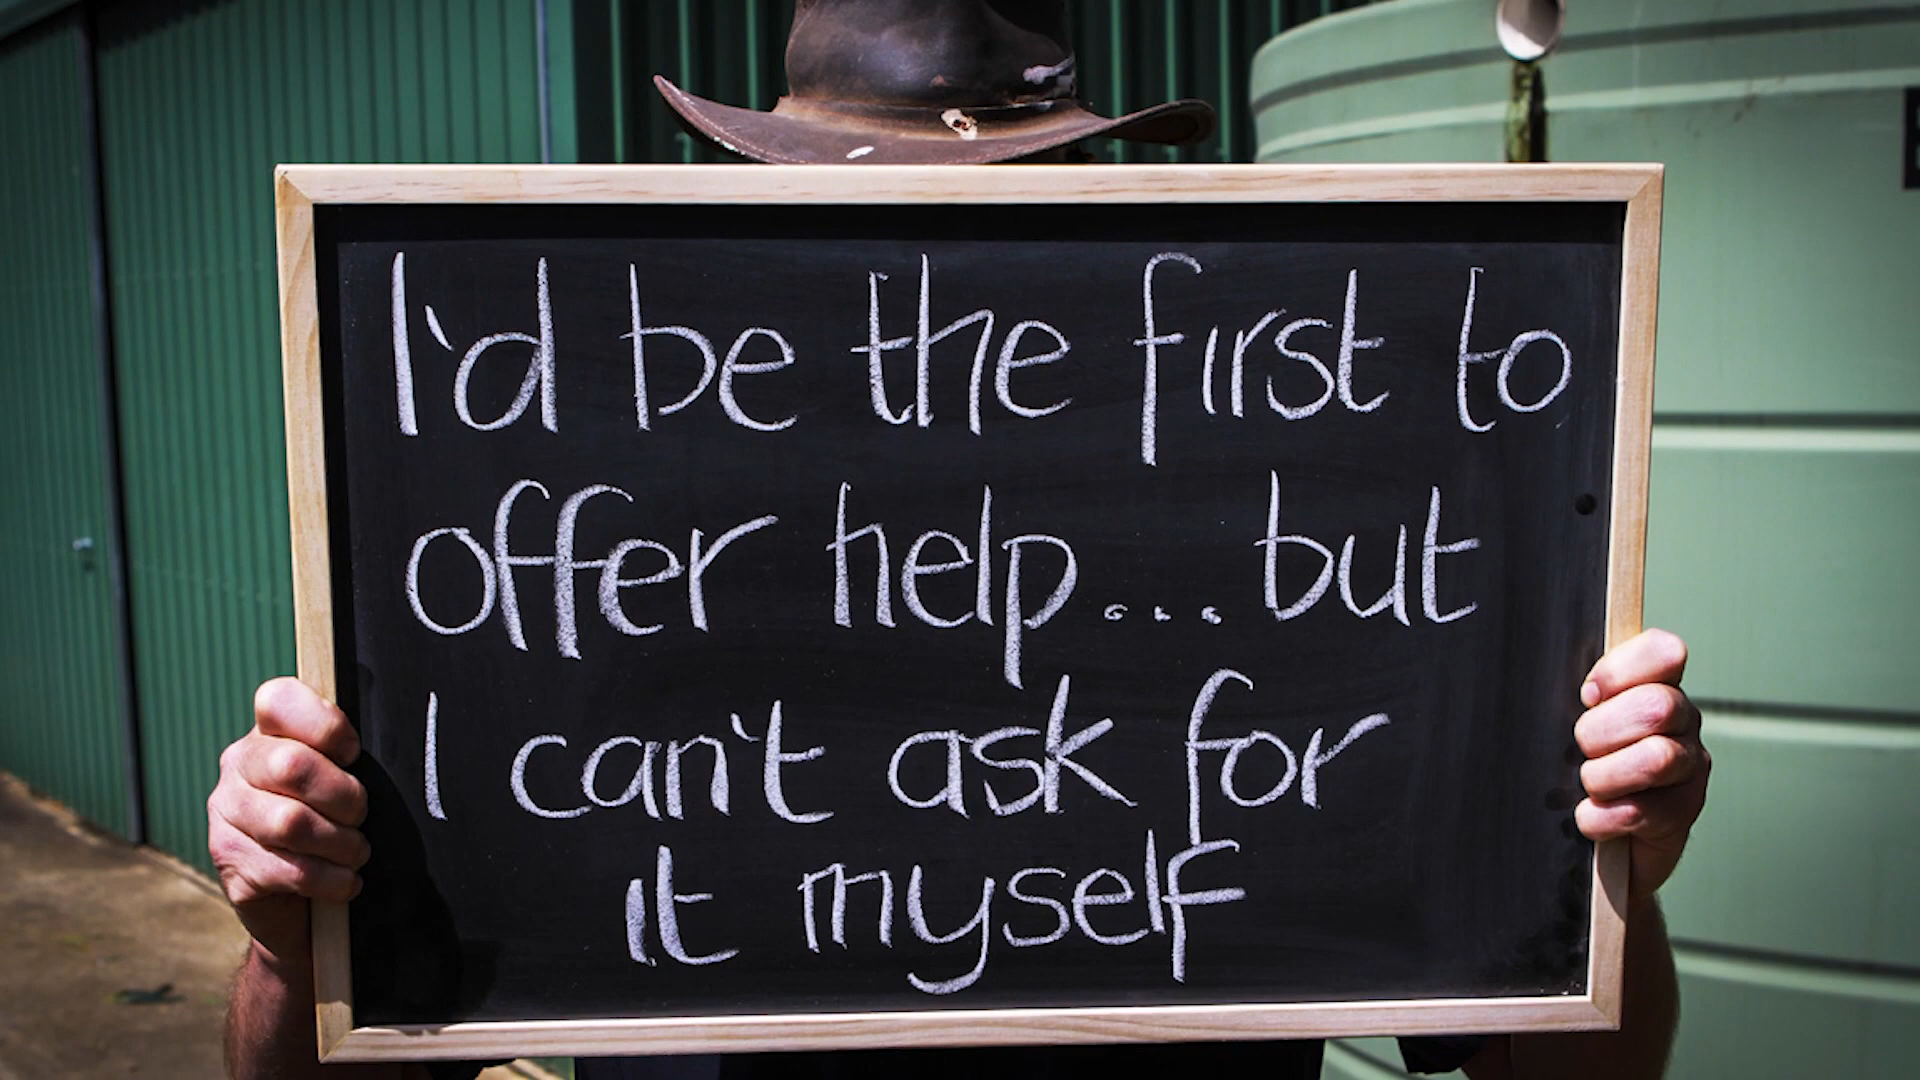 I'd be the first to
offer help... but
I can't ask for
it myself